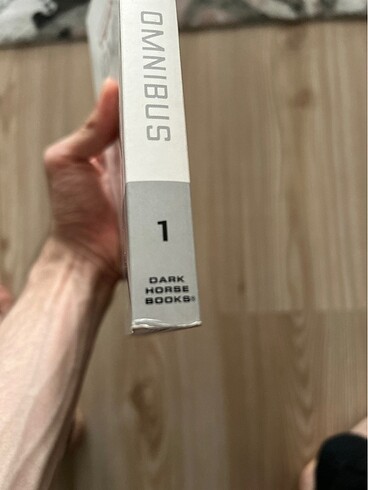 OMNIBUS
1
DARK
HORSE
BOOKS®